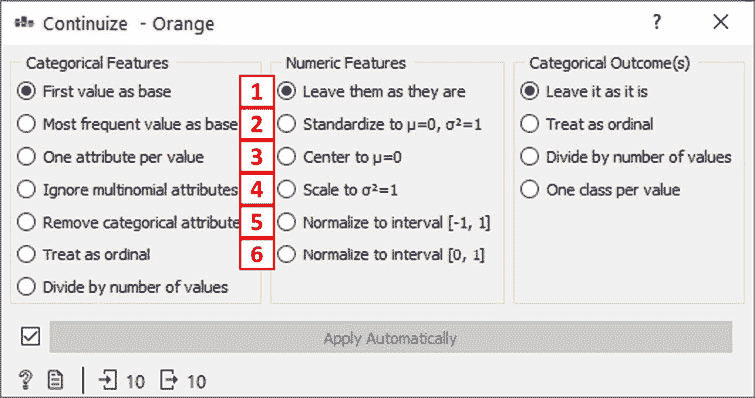 Continuize - Orange
? ×
Categorical Features
First value as base
Most frequent value as base
One attribute per value
Ignore multinomial attributes
Remove categorical attribute
Treat as ordinal
Divide by number of values
1
2
3
4
5
6
Numeric Features
Leave them as they are
Standardize to μ=0, σ²=1
Center to μ=0
Scale to σ²=1
Normalize to interval [-1, 1]
Normalize to interval [0, 1]
Categorical Outcome(s)
Leave it as it is
Treat as ordinal
Divide by number of values
One class per value
Apply Automatically
? 10 10